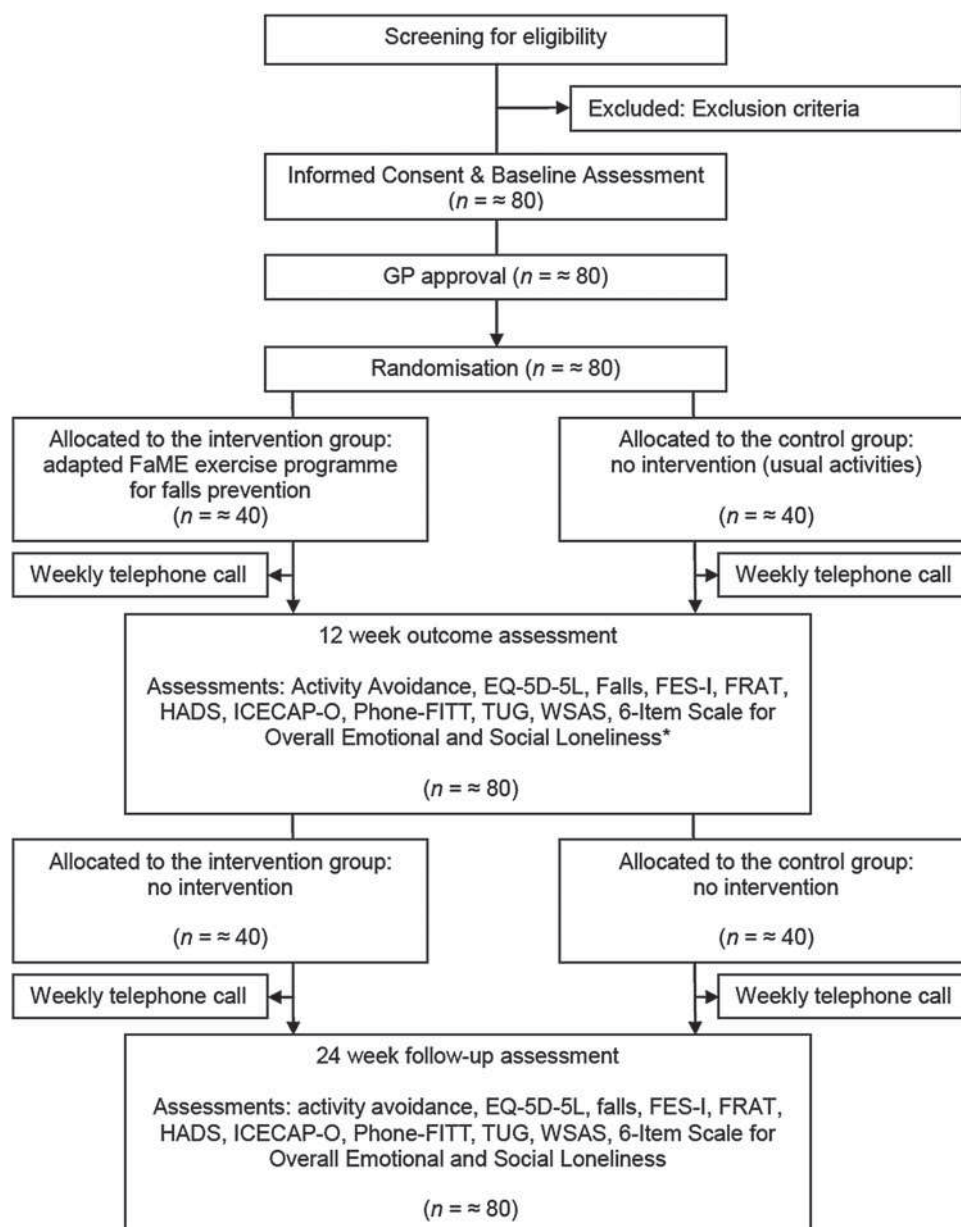 Screening for eligibility
Excluded: Exclusion criteria
Informed Consent & Baseline Assessment
(n = ≈ 80)
GP approval (n = ≈ 80)
Randomisation (n = ≈ 80)
Allocated to the intervention group:
adapted FaME exercise programme
for falls prevention
(n = ≈ 40)
Allocated to the control group:
no intervention (usual activities)
(n = ≈ 40)
Weekly telephone call
Weekly telephone call
12 week outcome assessment
Assessments: Activity Avoidance, EQ-5D-5L, Falls, FES-I, FRAT,
HADS, ICECAP-O, Phone-FITT, TUG, WSAS, 6-Item Scale for
Overall Emotional and Social Loneliness*
(n = ≈ 80)
Allocated to the intervention group:
no intervention
(n = ≈ 40)
Allocated to the control group:
no intervention
(n = ≈ 40)
Weekly telephone call
Weekly telephone call
24 week follow-up assessment
Assessments: activity avoidance, EQ-5D-5L, falls, FES-I, FRAT,
HADS, ICECAP-O, Phone-FITT, TUG, WSAS, 6-Item Scale for
Overall Emotional and Social Loneliness
(n = ≈ 80)